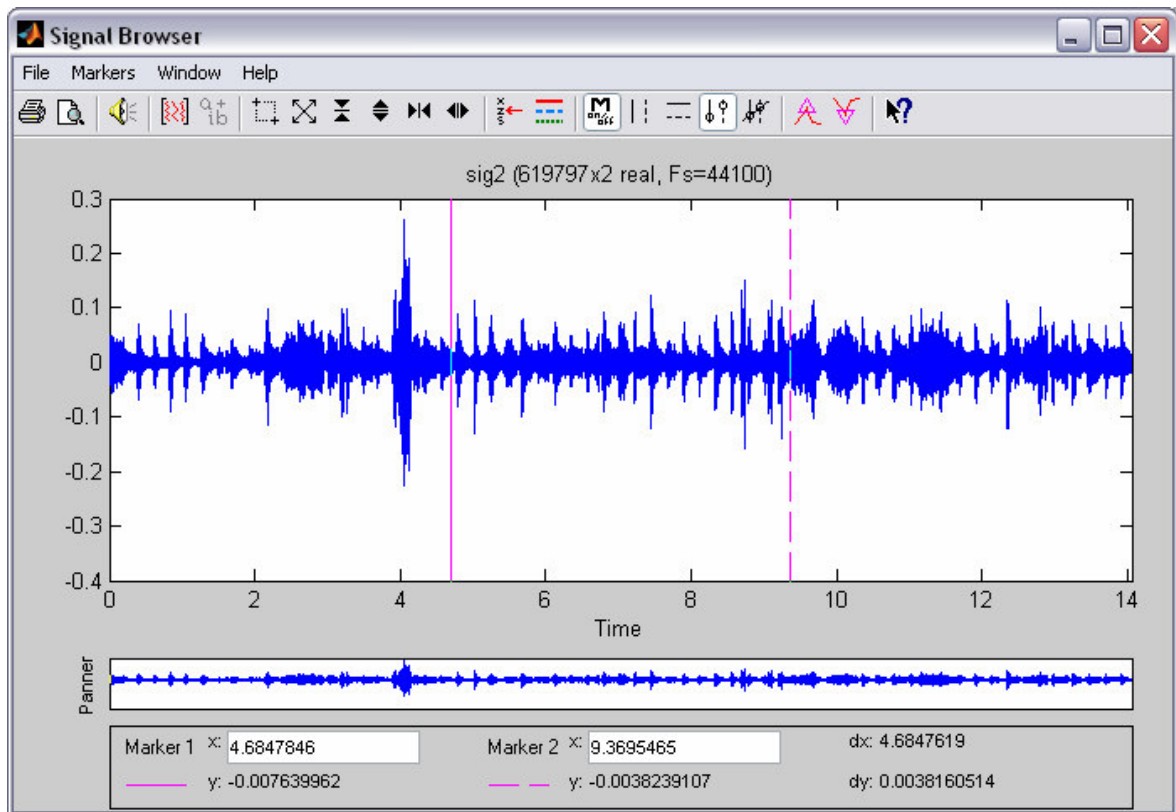 Signal Browser
File Markers Window Help
sig2 (619797x2 real, Fs=44100)
0.3
0.2
0.1
0
-0.1
-0.2
-0.3
-0.4
0 2 4 6 8 10 12 14
Time
Panner
Marker 1 x: 4.6847846 Marker 2 x: 9.3695465 dx: 4.6847619
y: -0.007639962 y: -0.0038239107 dy: 0.0038160514